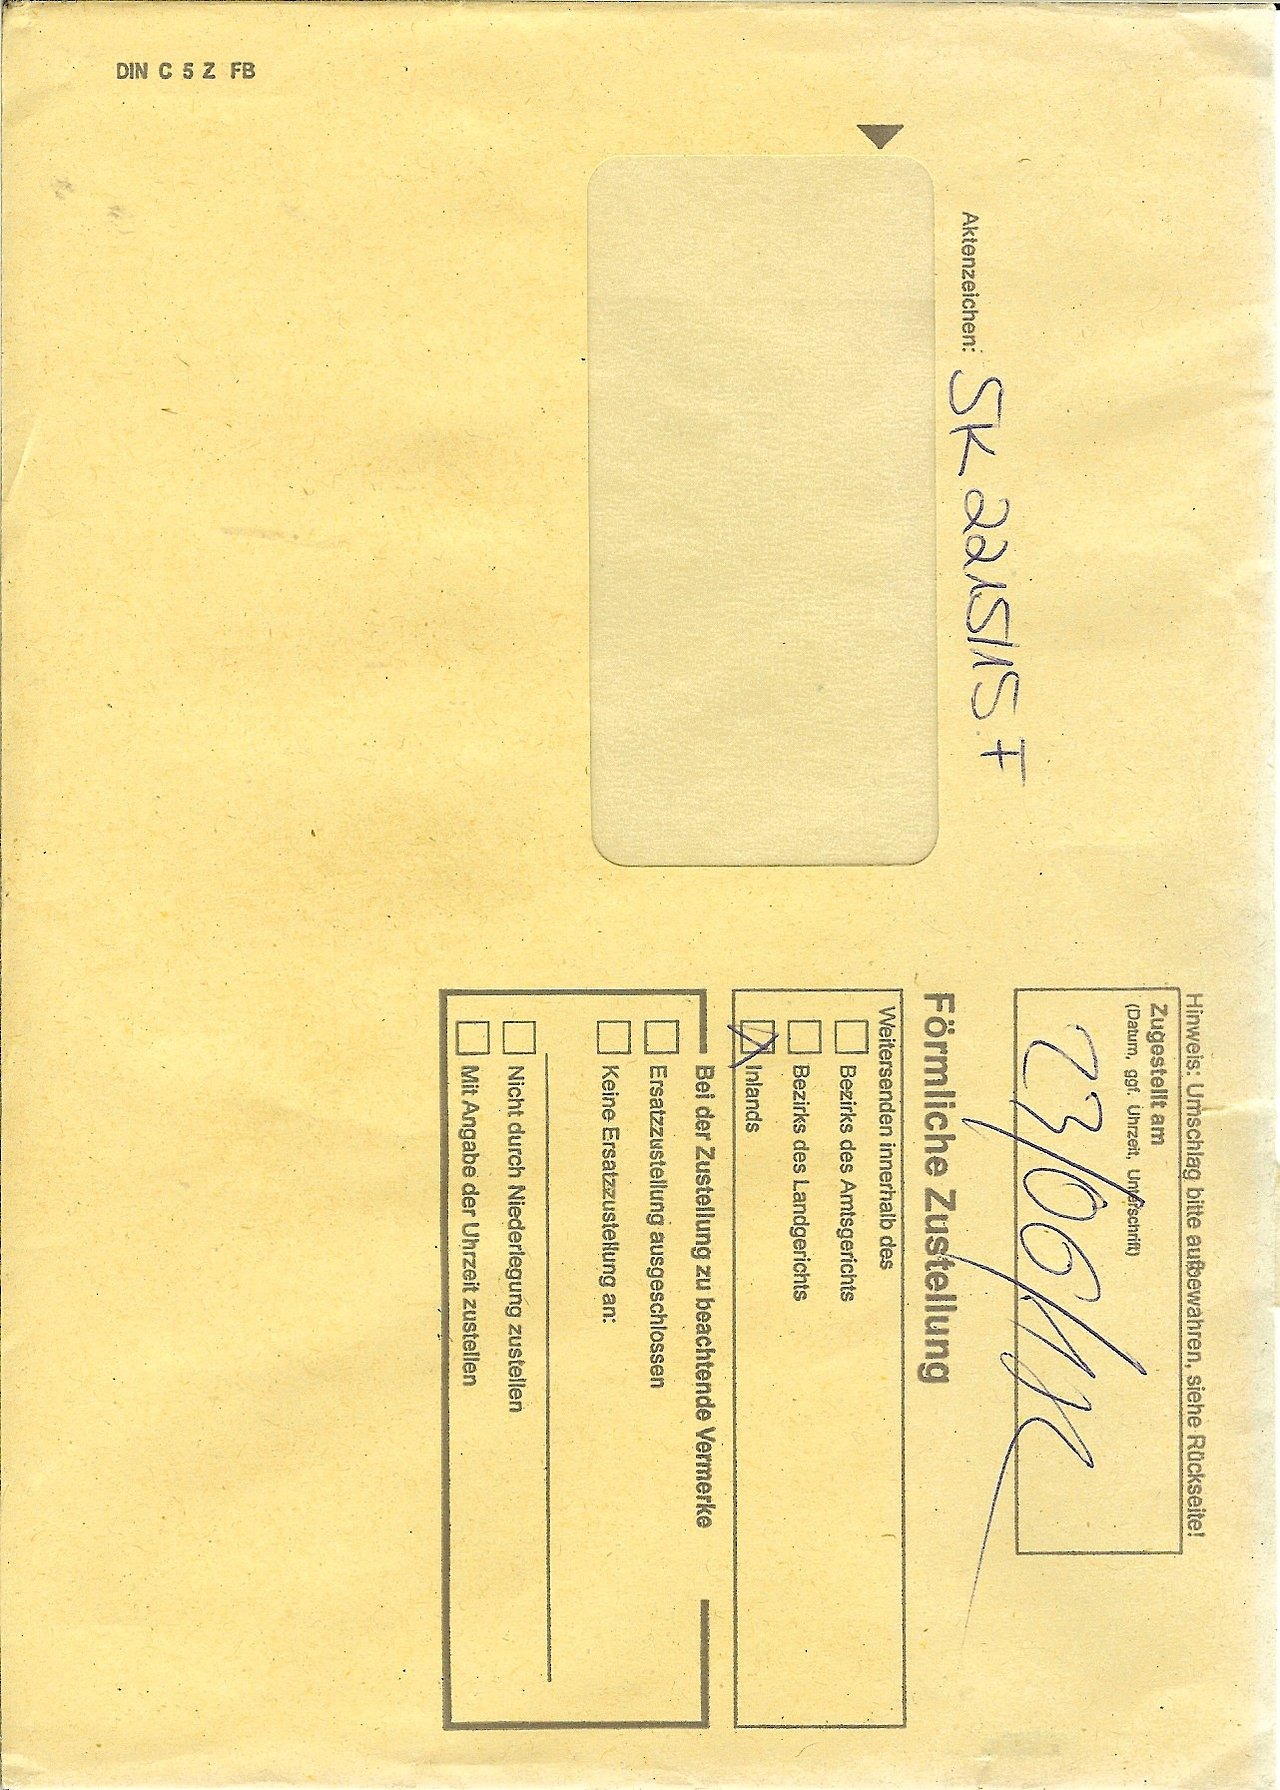 DIN C 5 Z FB
Aktenzeichen: SK 2215/15 I
Hinweis: Umschlag bitte aufbewahren, siehe Rückseite!
Zugestellt am
(Datum, ggf. Uhrzeit, Unterschrift)
23/06/
Förmliche Zustellung
Weitersenden innerhalb des
Bezirks des Amtsgerichts
Bezirks des Landgerichts
Inlands
Bei der Zustellung zu beachtende Vermerke
Ersatzzustellung ausgeschlossen
Keine Ersatzzustellung an:
Nicht durch Niederlegung zustellen
Mit Angabe der Uhrzeit zustellen